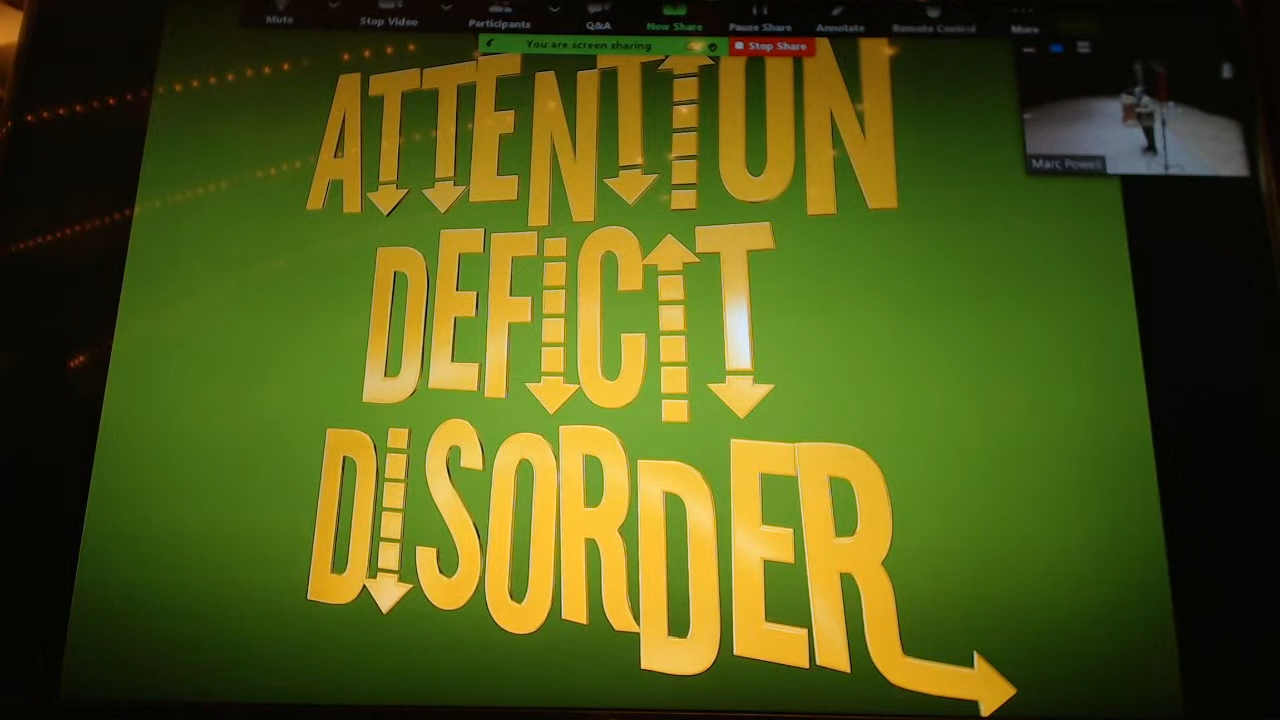 Mute Stop Video Participants Q&A New Share Pause Share Annotate Remote Control More
You are screen sharing Stop Share
Marc Powell
ATTENTION
DEFICIT
DISORDER